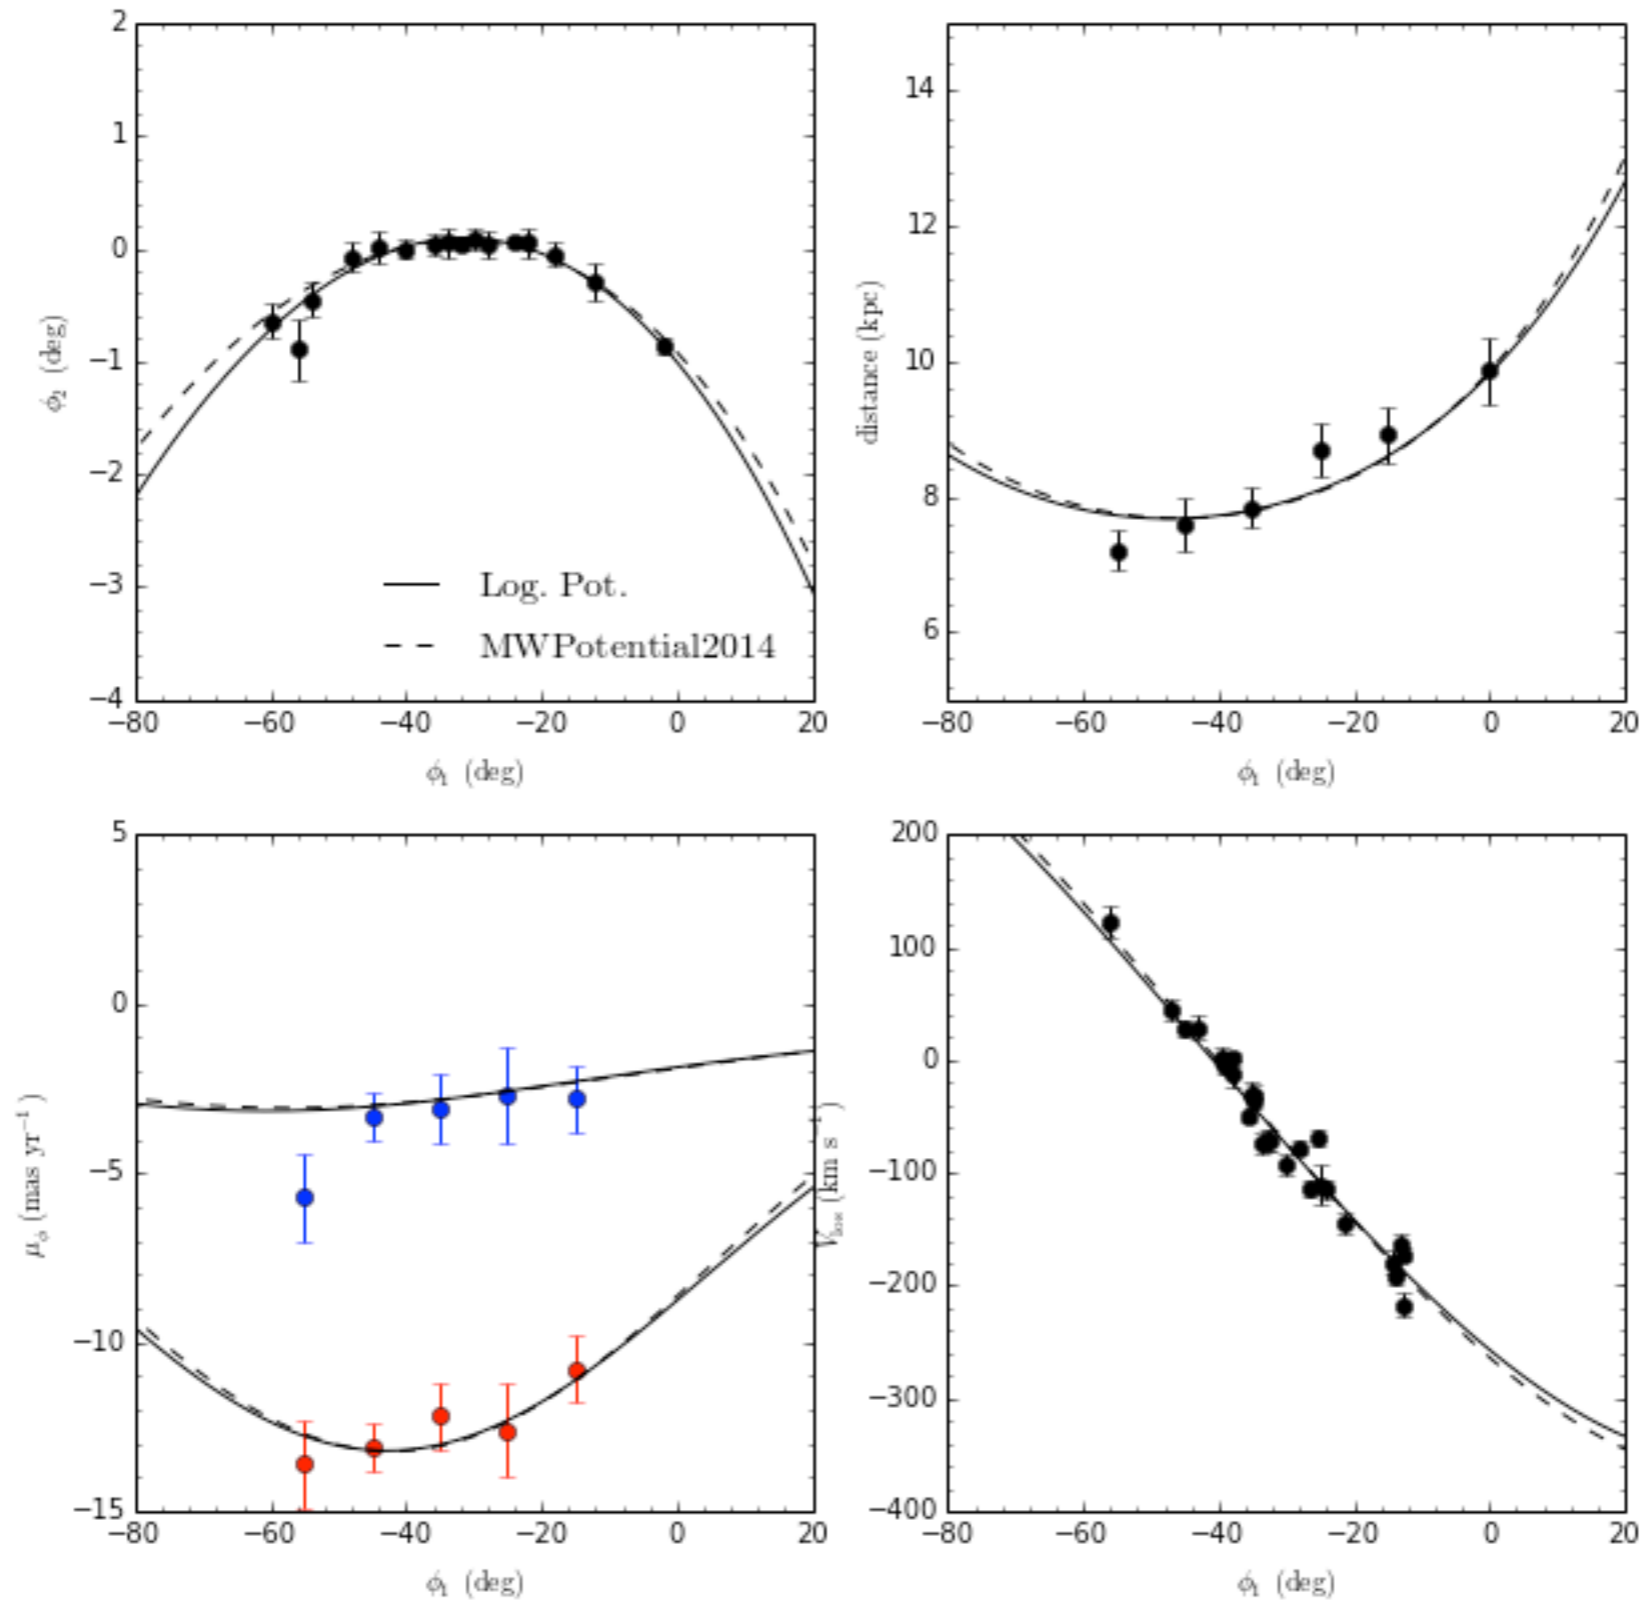 2
1
0
−1
−2
−3
−4
ϕ₂ (deg)
Log. Pot.
MWPotential2014
−80 −60 −40 −20 0 20
ϕ₁ (deg)
14
12
10
8
6
distance (kpc)
−80 −60 −40 −20 0 20
ϕ₁ (deg)
5
0
−5
−10
−15
μ_ϕ (mas yr⁻¹)
−80 −60 −40 −20 0 20
ϕ₁ (deg)
200
100
0
−100
−200
−300
−400
V_los (km s )
−80 −60 −40 −20 0 20
ϕ₁ (deg)